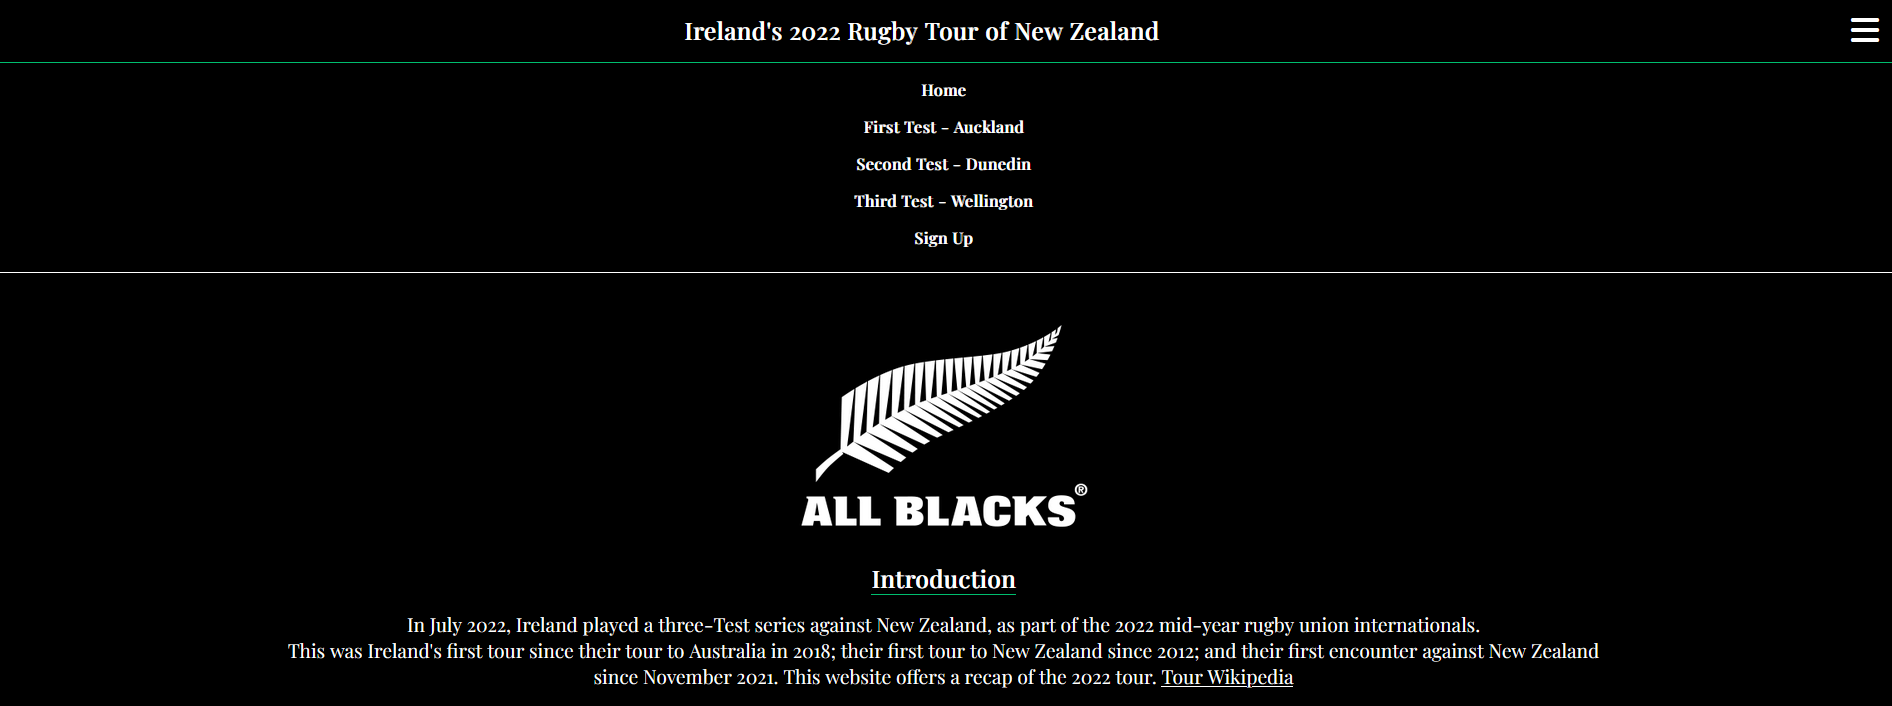 Ireland's 2022 Rugby Tour of New Zealand
Home
First Test - Auckland
Second Test - Dunedin
Third Test - Wellington
Sign Up
ALL BLACKS®
Introduction
In July 2022, Ireland played a three-Test series against New Zealand, as part of the 2022 mid-year rugby union internationals.
This was Ireland's first tour since their tour to Australia in 2018; their first tour to New Zealand since 2012; and their first encounter against New Zealand
since November 2021. This website offers a recap of the 2022 tour. Tour Wikipedia